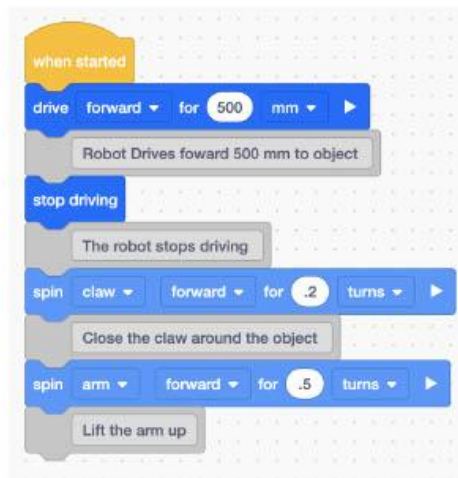 when started
drive forward for 500 mm
Robot Drives foward 500 mm to object
stop driving
The robot stops driving
spin claw forward for .2 turns
Close the claw around the object
spin arm forward for .5 turns
Lift the arm up